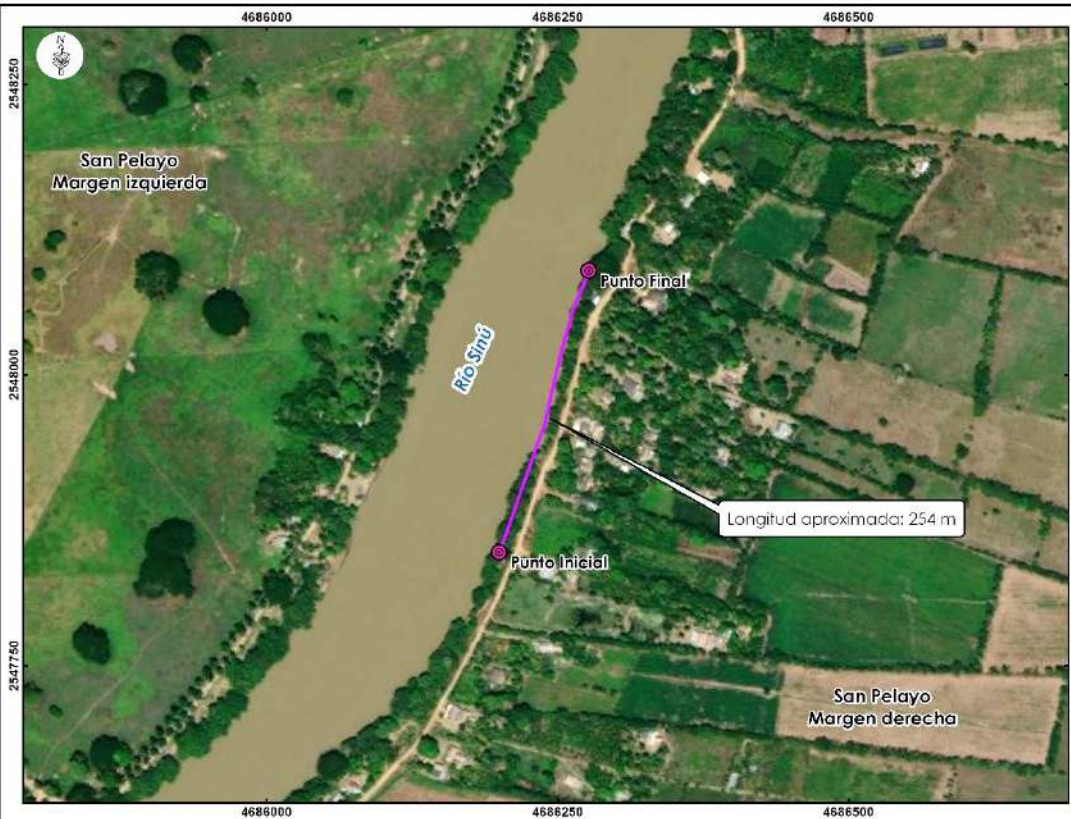 4686000
4686250
4686500
2548250
San Pelayo
Margen izquierda
Punto Final
Río Sinú
2548000
Longitud aproximada: 254 m
Punto Inicial
2547750
San Pelayo
Margen derecha
4686000
4686250
4686500